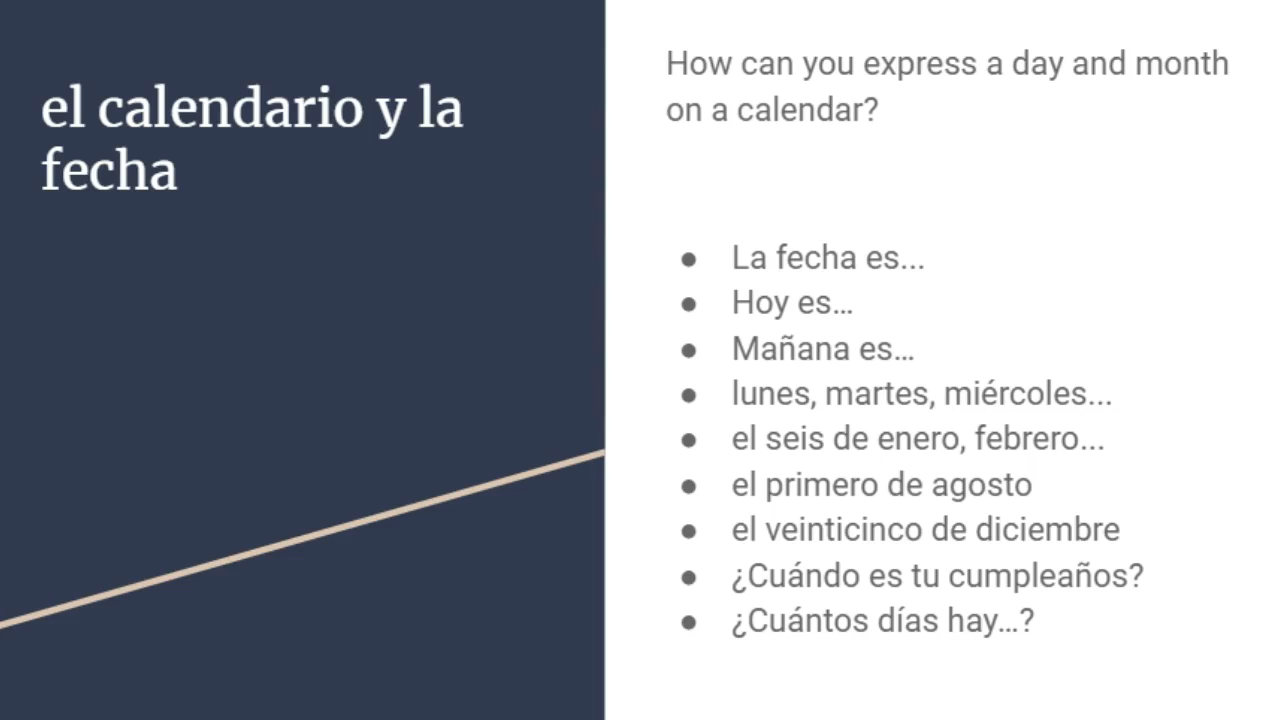 el calendario y la
fecha
How can you express a day and month
on a calendar?
● La fecha es...
● Hoy es…
● Mañana es…
● lunes, martes, miércoles...
● el seis de enero, febrero...
● el primero de agosto
● el veinticinco de diciembre
● ¿Cuándo es tu cumpleaños?
● ¿Cuántos días hay…?